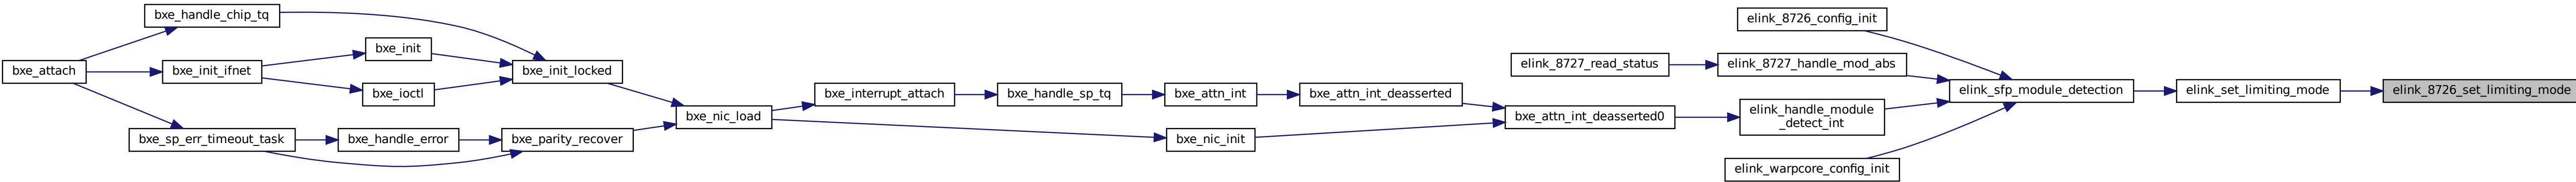 bxe_attach
bxe_handle_chip_tq
bxe_init_ifnet
bxe_sp_err_timeout_task
bxe_init
bxe_ioctl
bxe_handle_error
bxe_init_locked
bxe_parity_recover
bxe_nic_load
bxe_interrupt_attach
bxe_handle_sp_tq
bxe_attn_int
bxe_nic_init
bxe_attn_int_deasserted
bxe_attn_int_deasserted0
elink_8727_read_status
elink_8726_config_init
elink_8727_handle_mod_abs
elink_handle_module
_detect_int
elink_warpcore_config_init
elink_sfp_module_detection
elink_set_limiting_mode
elink_8726_set_limiting_mode